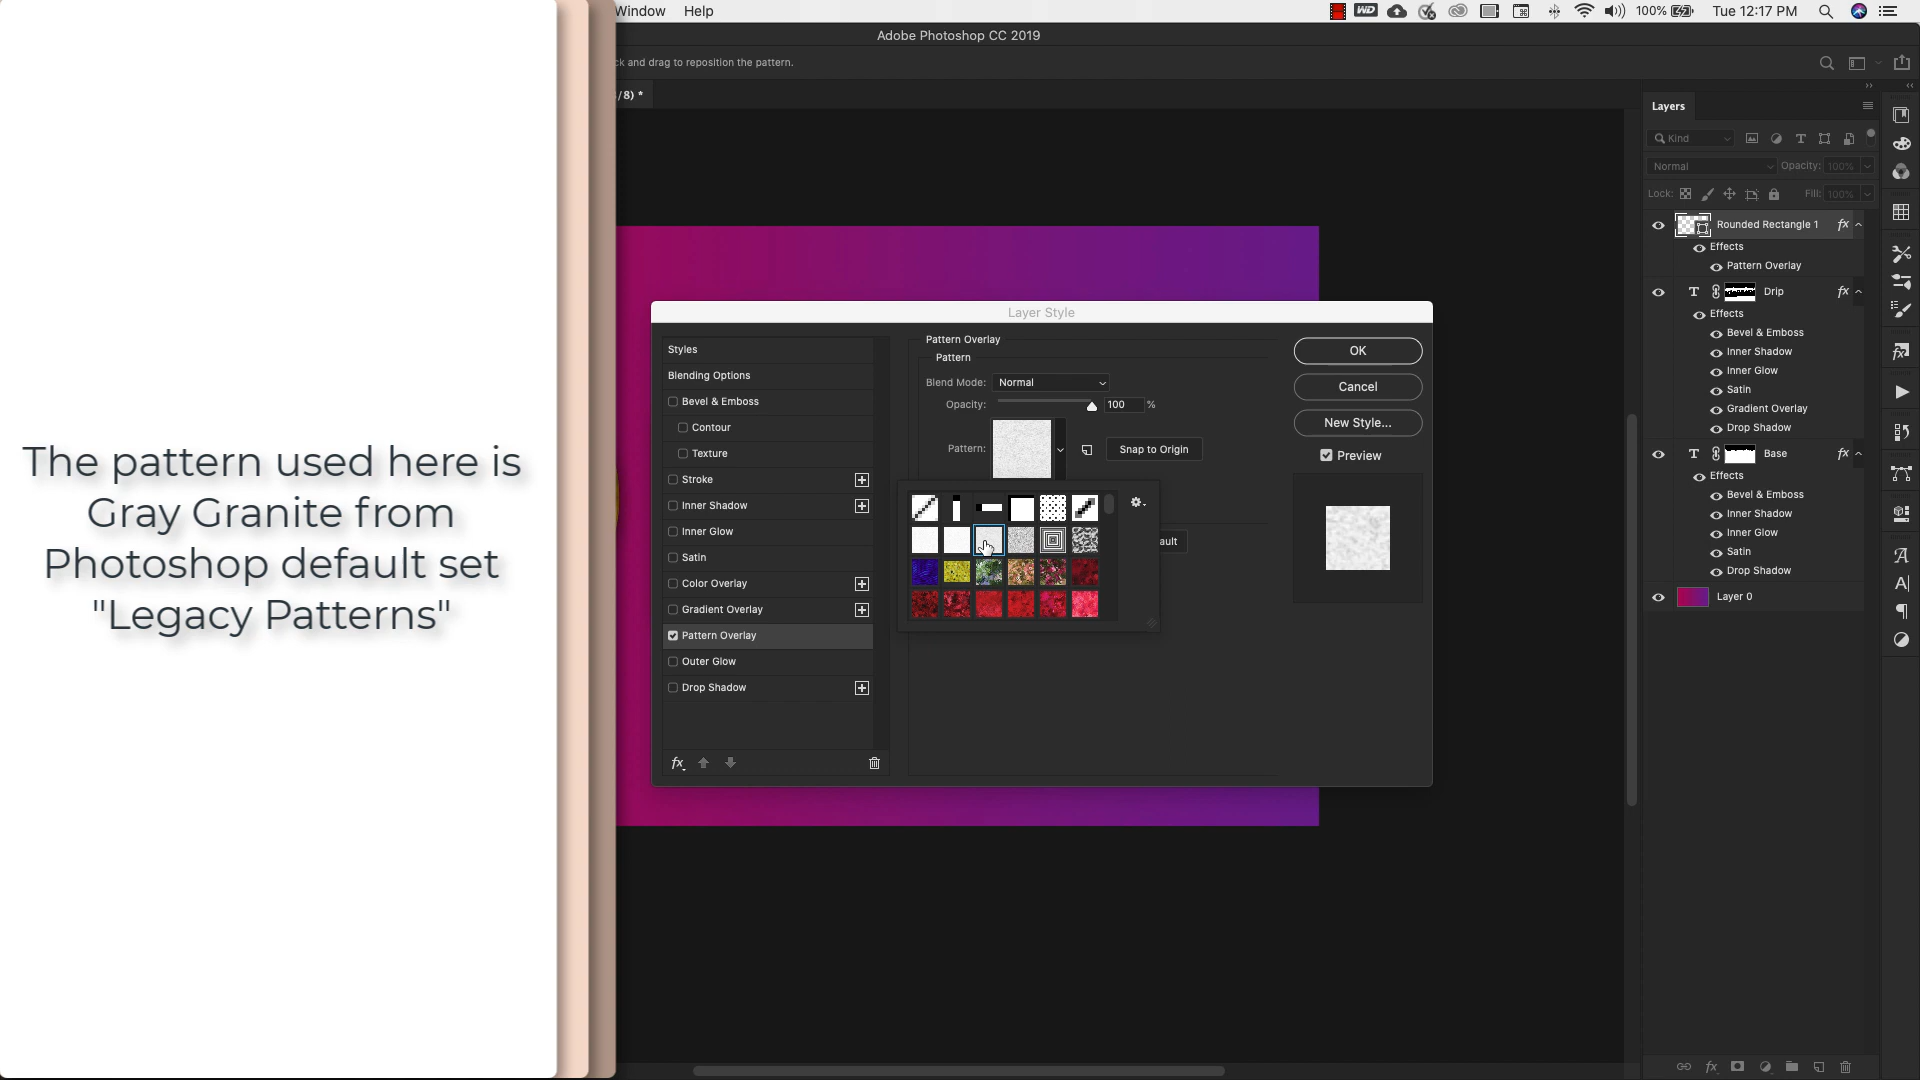 Window Help
100% Tue 12:17 PM
Adobe Photoshop CC 2019
ck and drag to reposition the pattern.
/8) *
The pattern used here is
Gray Granite from
Photoshop default set
"Legacy Patterns"
Layer Style
Styles
Blending Options
Bevel & Emboss
Contour
Texture
Stroke
Inner Shadow
Inner Glow
Satin
Color Overlay
Gradient Overlay
Pattern Overlay
Outer Glow
Drop Shadow
fx
Pattern Overlay
Pattern
Blend Mode: Normal
Opacity: 100 %
Pattern:
Snap to Origin
ault
OK
Cancel
New Style...
Preview
Layers
Kind
Normal Opacity: 100%
Lock: Fill: 100%
Rounded Rectangle 1 fx
Effects
Pattern Overlay
T Drip fx
Effects
Bevel & Emboss
Inner Shadow
Inner Glow
Satin
Gradient Overlay
Drop Shadow
T Base fx
Effects
Bevel & Emboss
Inner Shadow
Inner Glow
Satin
Drop Shadow
Layer 0
fx